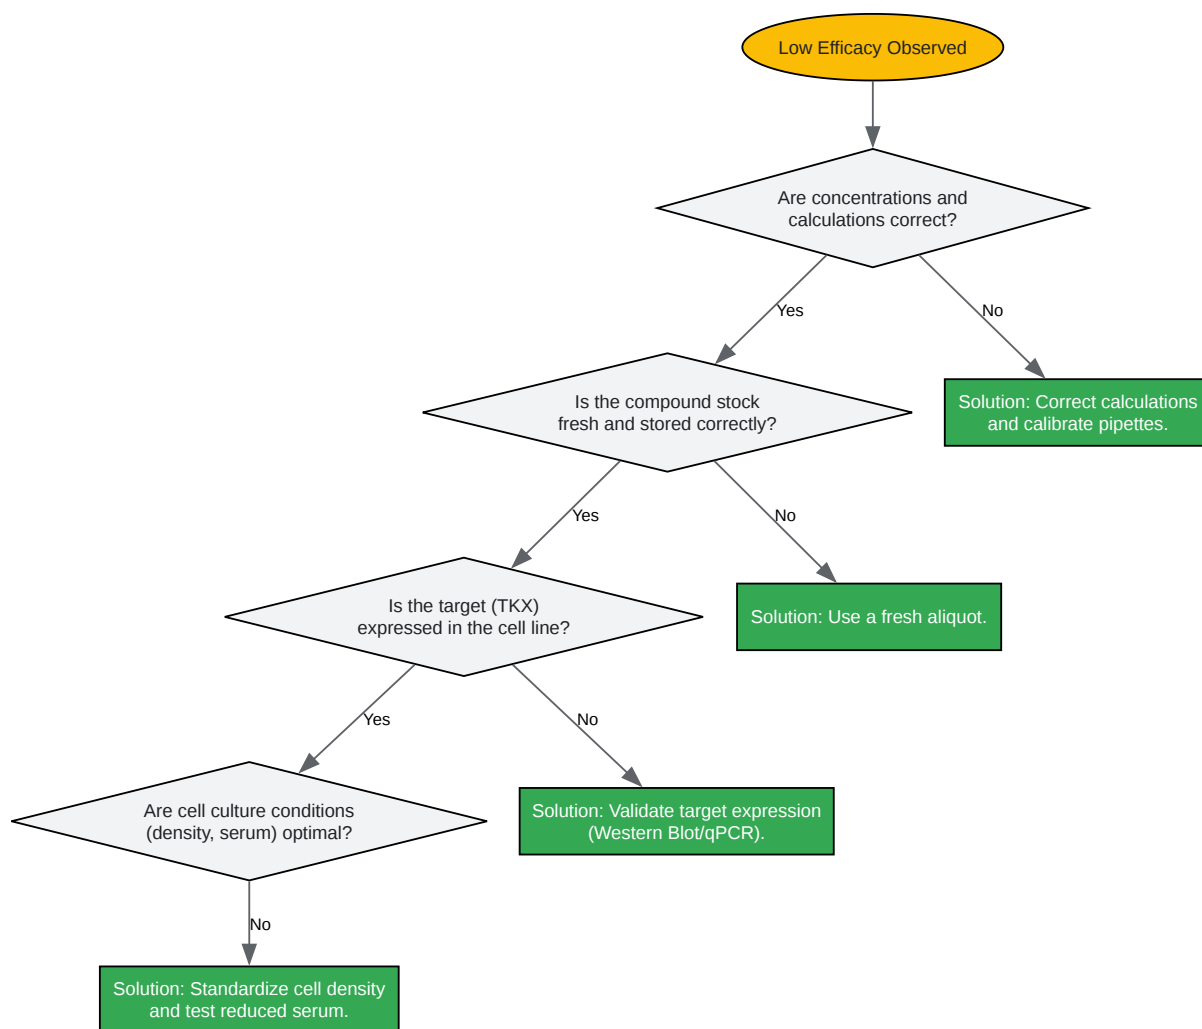 Low Efficacy Observed
Are concentrations and
calculations correct?
Yes
No
Is the compound stock
fresh and stored correctly?
Solution: Correct calculations
and calibrate pipettes.
Yes
No
Is the target (TKX)
expressed in the cell line?
Solution: Use a fresh aliquot.
Yes
No
Are cell culture conditions
(density, serum) optimal?
Solution: Validate target expression
(Western Blot/qPCR).
No
Solution: Standardize cell density
and test reduced serum.